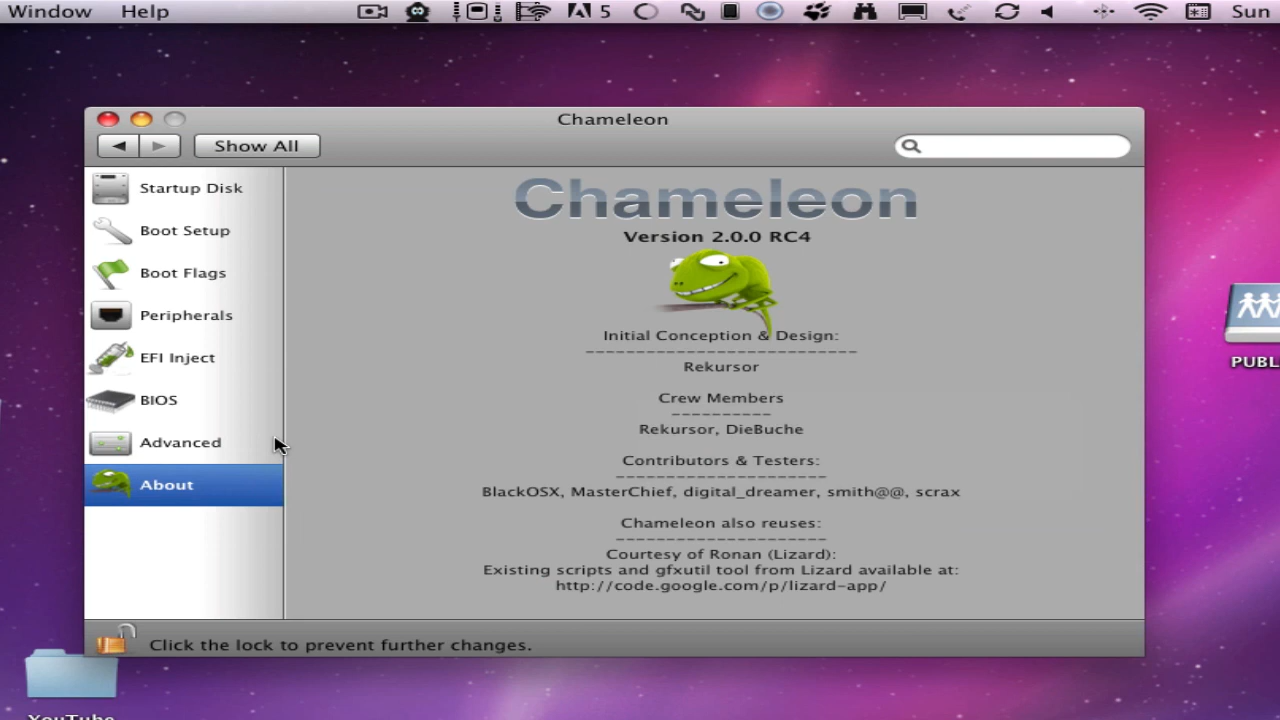 Window Help 5 Sun
Chameleon
Show All
Startup Disk
Boot Setup
Boot Flags
Peripherals
EFI Inject
BIOS
Advanced
About
Chameleon
Version 2.0.0 RC4
Initial Conception & Design:
---------------------------
Rekursor
Crew Members
----------
Rekursor, DieBuche
Contributors & Testers:
---------------------
BlackOSX, MasterChief, digital_dreamer, smith@@, scrax
Chameleon also reuses:
---------------------
Courtesy of Ronan (Lizard):
Existing scripts and gfxutil tool from Lizard available at:
http://code.google.com/p/lizard-app/
Click the lock to prevent further changes.
PUBL
YouTube